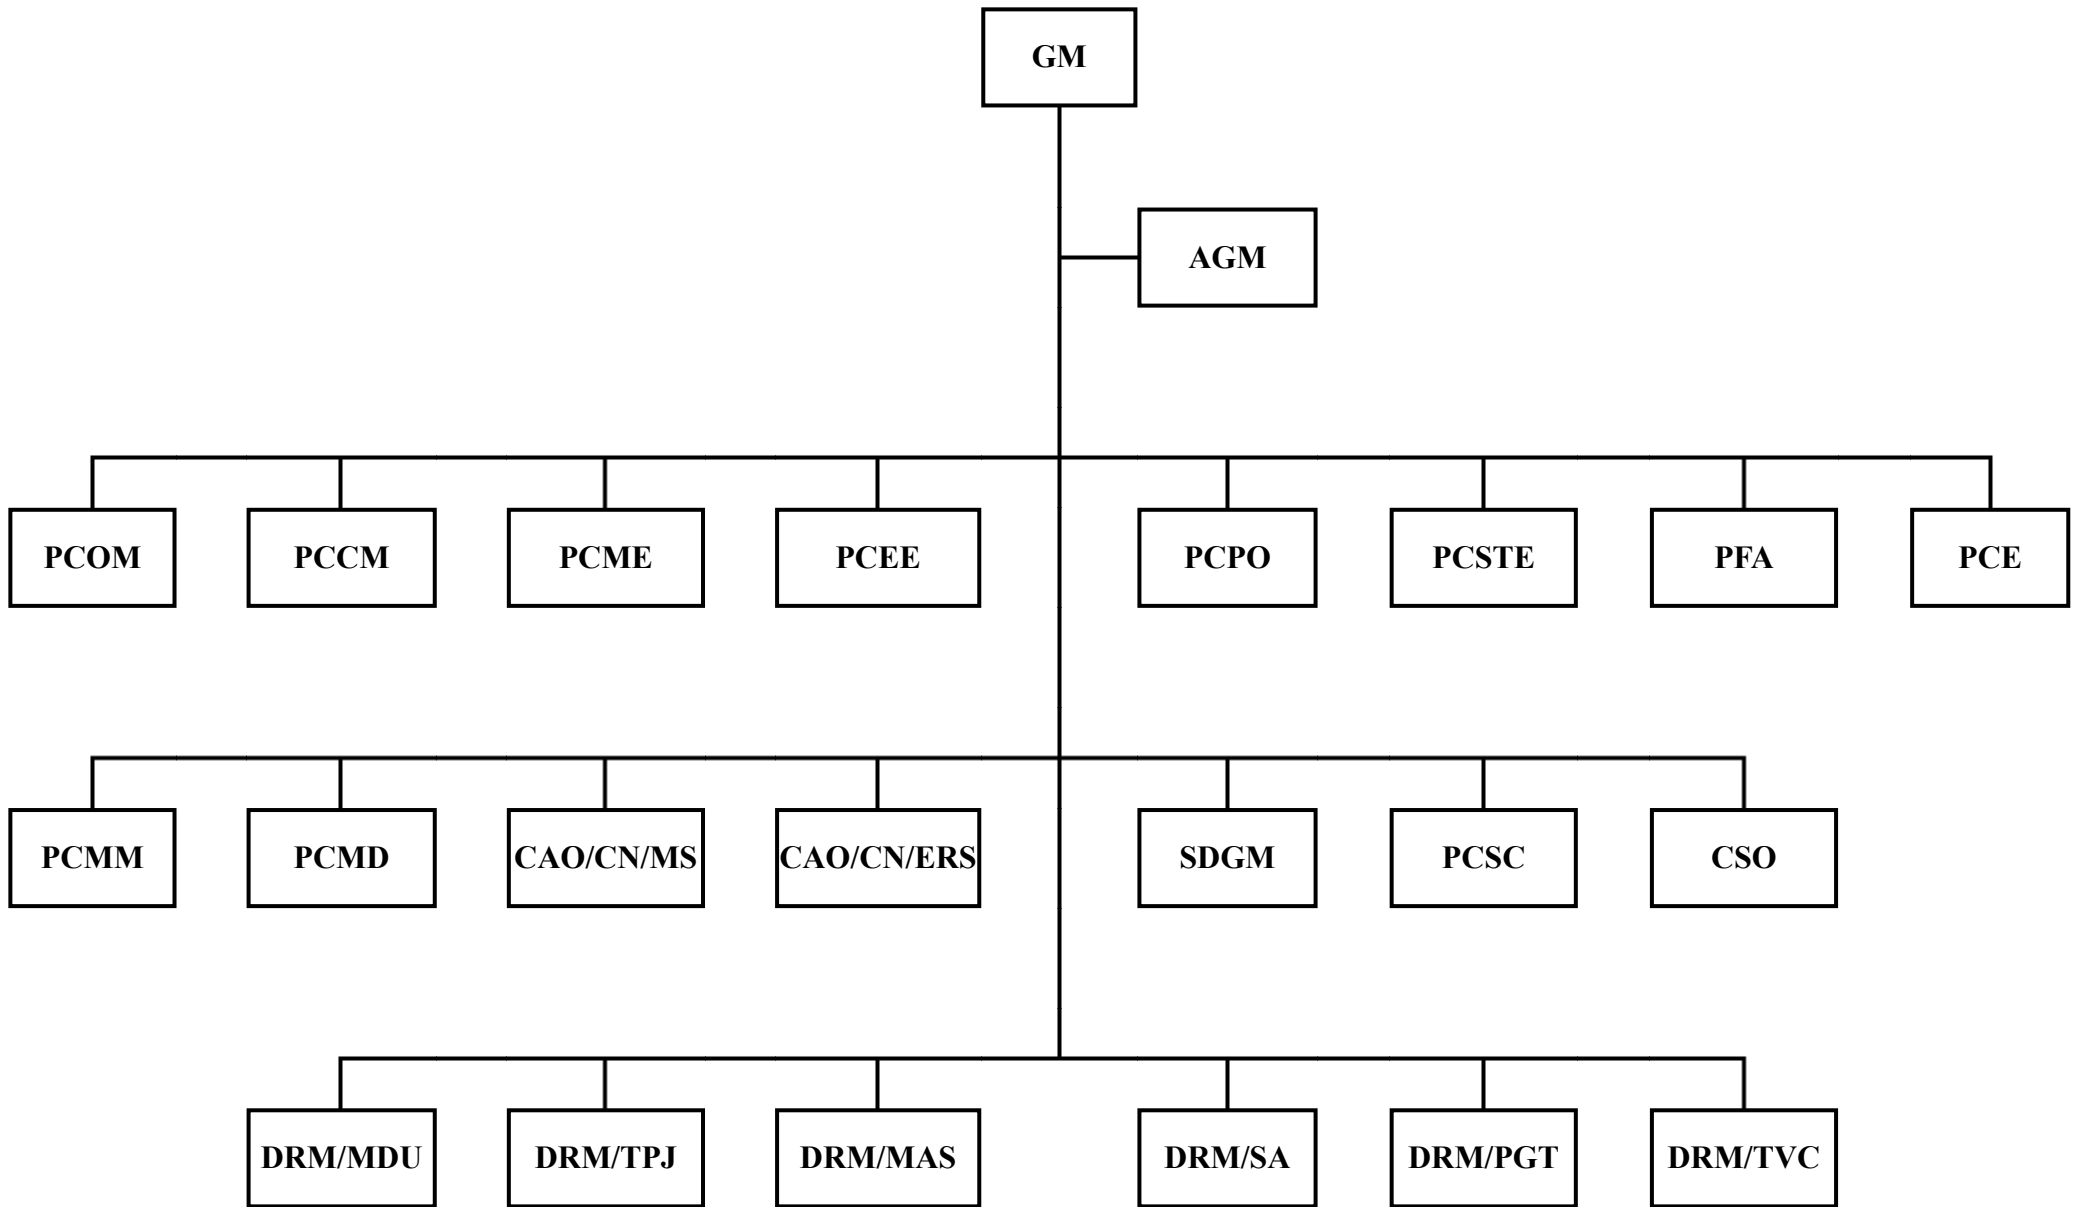 GM
AGM
PCOM PCCM PCME PCEE PCPO PCSTE PFA PCE
PCMM PCMD CAO/CN/MS CAO/CN/ERS SDGM PCSC CSO
DRM/MDU DRM/TPJ DRM/MAS DRM/SA DRM/PGT DRM/TVC